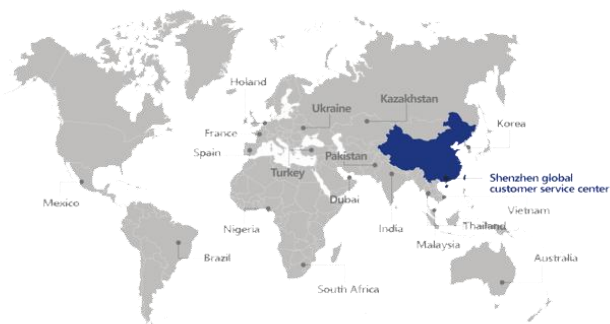 Holand
Kazakhstan
Ukraine
Korea
France
Spain
Pakistan
Turkey
Shenzhen global
customer service center
Mexico
Dubai
Vietnam
Nigeria
India
Thailand
Malaysia
Brazil
Australia
South Africa